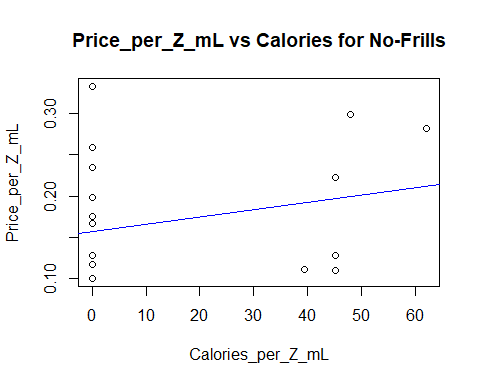 Price_per_Z_mL vs Calories for No-Frills
Price_per_Z_mL
0.30
0.20
0.10
0 10 20 30 40 50 60
Calories_per_Z_mL